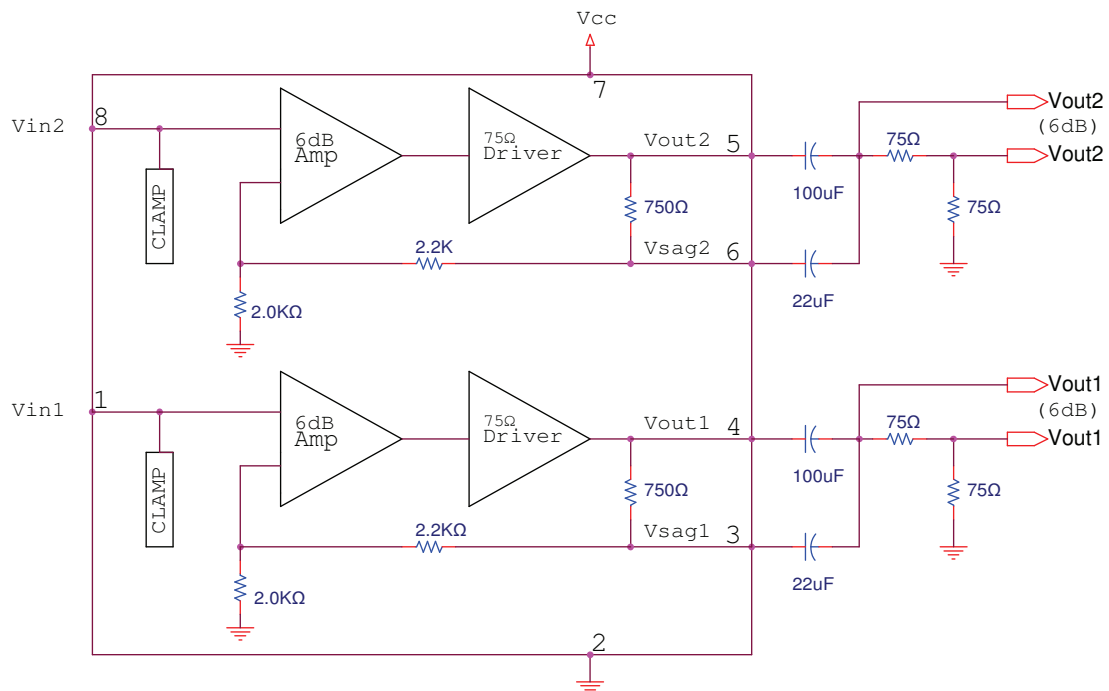 Vcc
7
Vin2
8
6dB
Amp
75Ω
Driver
Vout2
5
100uF
75Ω
Vout2
(6dB)
Vout2
75Ω
CLAMP
750Ω
2.2K
Vsag2
6
22uF
2.0KΩ
Vin1
1
6dB
Amp
75Ω
Driver
Vout1
4
100uF
75Ω
Vout1
(6dB)
Vout1
75Ω
CLAMP
750Ω
2.2KΩ
Vsag1
3
22uF
2.0KΩ
2